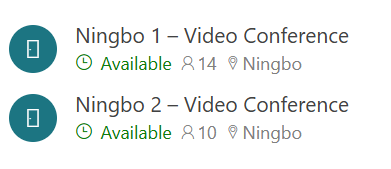 Ningbo 1 – Video Conference
Available 14 Ningbo
Ningbo 2 – Video Conference
Available 10 Ningbo